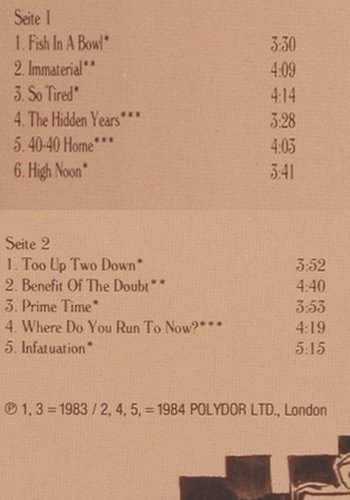 Seite 1
1. Fish In A Bowl* 3:30
2. Immaterial** 4:09
3. So Tired* 4:14
4. The Hidden Years*** 3:28
5. 40-40 Home*** 4:03
6. High Noon* 3:41
Seite 2
1. Too Up Two Down* 3:52
2. Benefit Of The Doubt** 4:40
3. Prime Time* 3:53
4. Where Do You Run To Now?*** 4:19
5. Infatuation* 5:15
℗ 1, 3 = 1983 / 2, 4, 5, = 1984 POLYDOR LTD., London